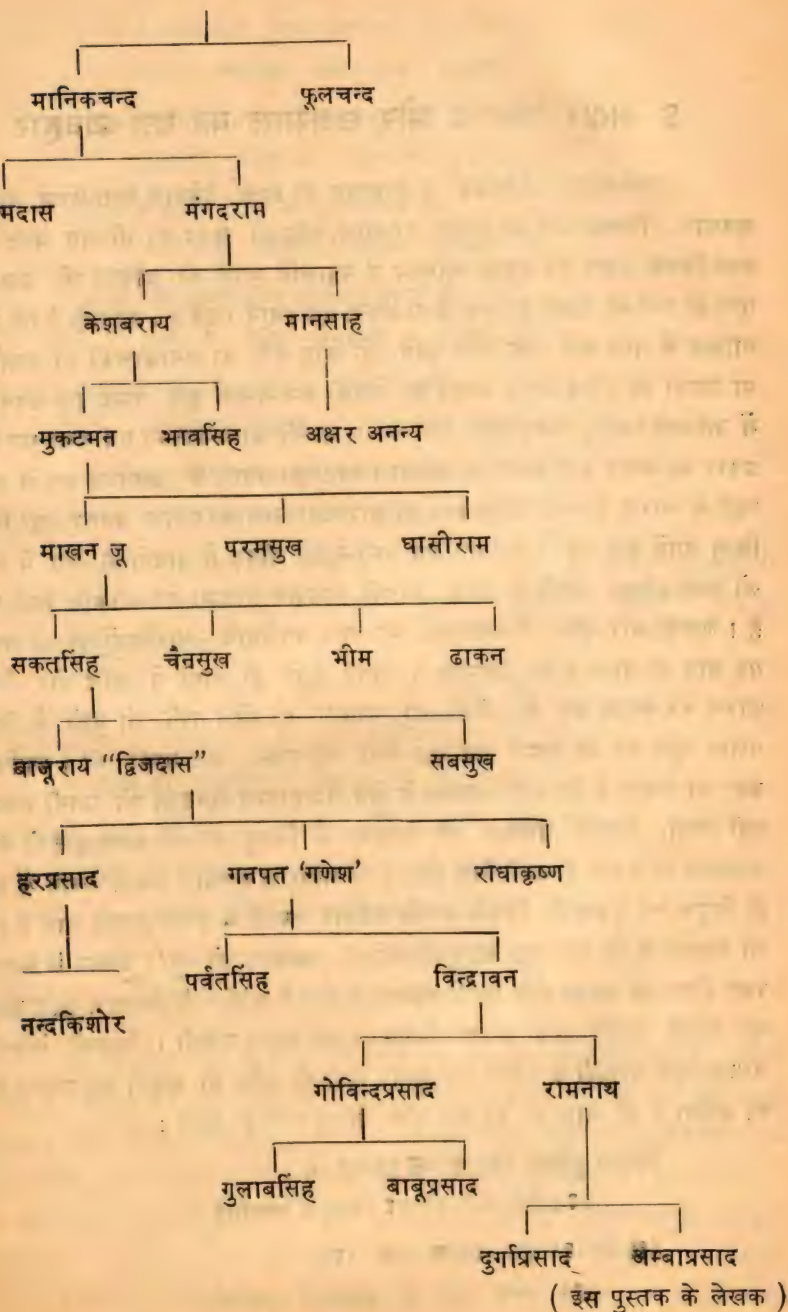 मानिकचन्द फूलचन्द
मदास मंगदराम
केशबराय मानसाह
मुकटमन भावसिंह अक्षर अनन्य
माखन जू परमसुख घासीराम
सकतसिंह चैनसुख भीम ढाकन
बाजूराय "द्विजदास" सबसुख
हरप्रसाद गनपत 'गणेश' राधाकृष्ण
पर्वतसिंह विन्द्रावन
नन्दकिशोर
गोविन्दप्रसाद रामनाथ
गुलाबसिंह बाबूप्रसाद
दुर्गाप्रसाद अम्बाप्रसाद
( इस पुस्तक के लेखक )